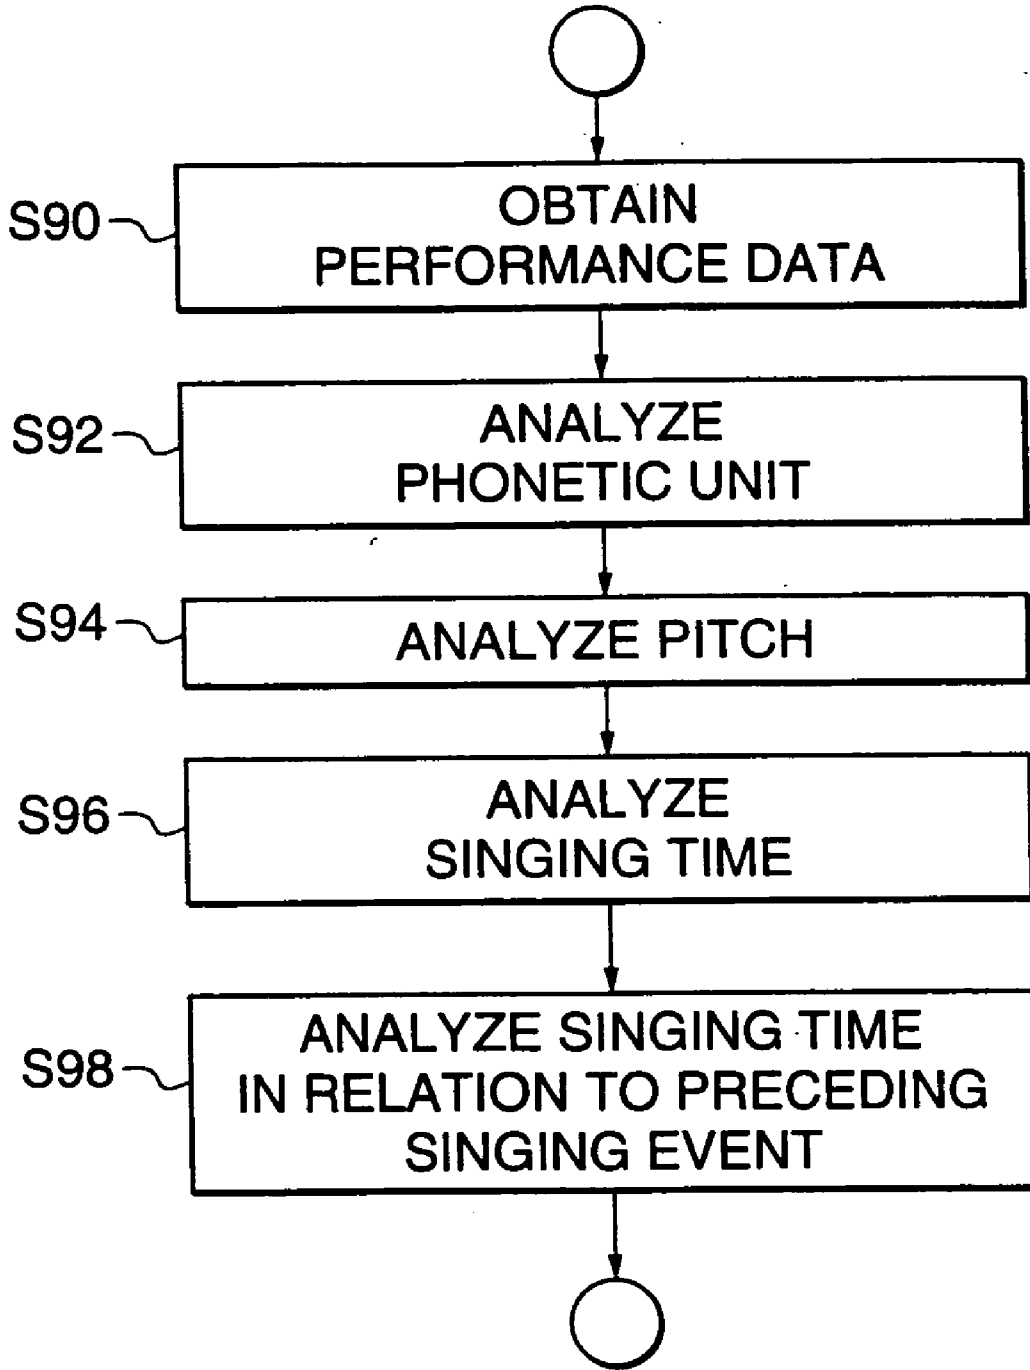 S90
OBTAIN
PERFORMANCE DATA
S92
ANALYZE
PHONETIC UNIT
S94
ANALYZE PITCH
S96
ANALYZE
SINGING TIME
S98
ANALYZE SINGING TIME
IN RELATION TO PRECEDING
SINGING EVENT